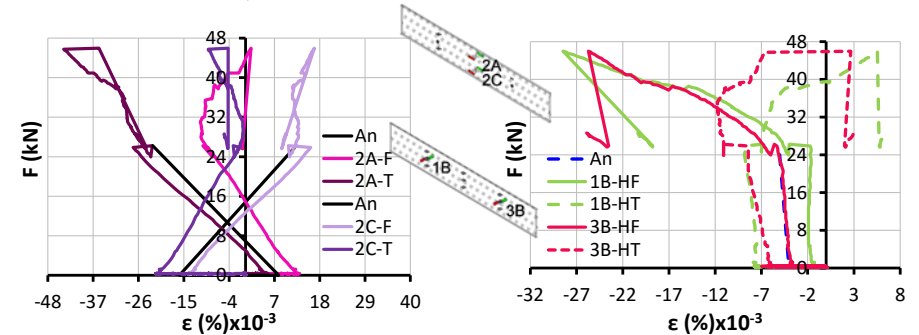 48
40
32
24
16
8
0
F (kN)
-48 -37 -26 -15 -4 7 18 29 40
ε (%)x10⁻³
An
2A-F
2A-T
An
2C-F
2C-T
2A
2C
1B
3B
48
40
32
24
16
8
0
F (kN)
-32 -27 -22 -17 -12 -7 -2 3 8
ε (%)x10⁻³
An
1B-HF
1B-HT
3B-HF
3B-HT